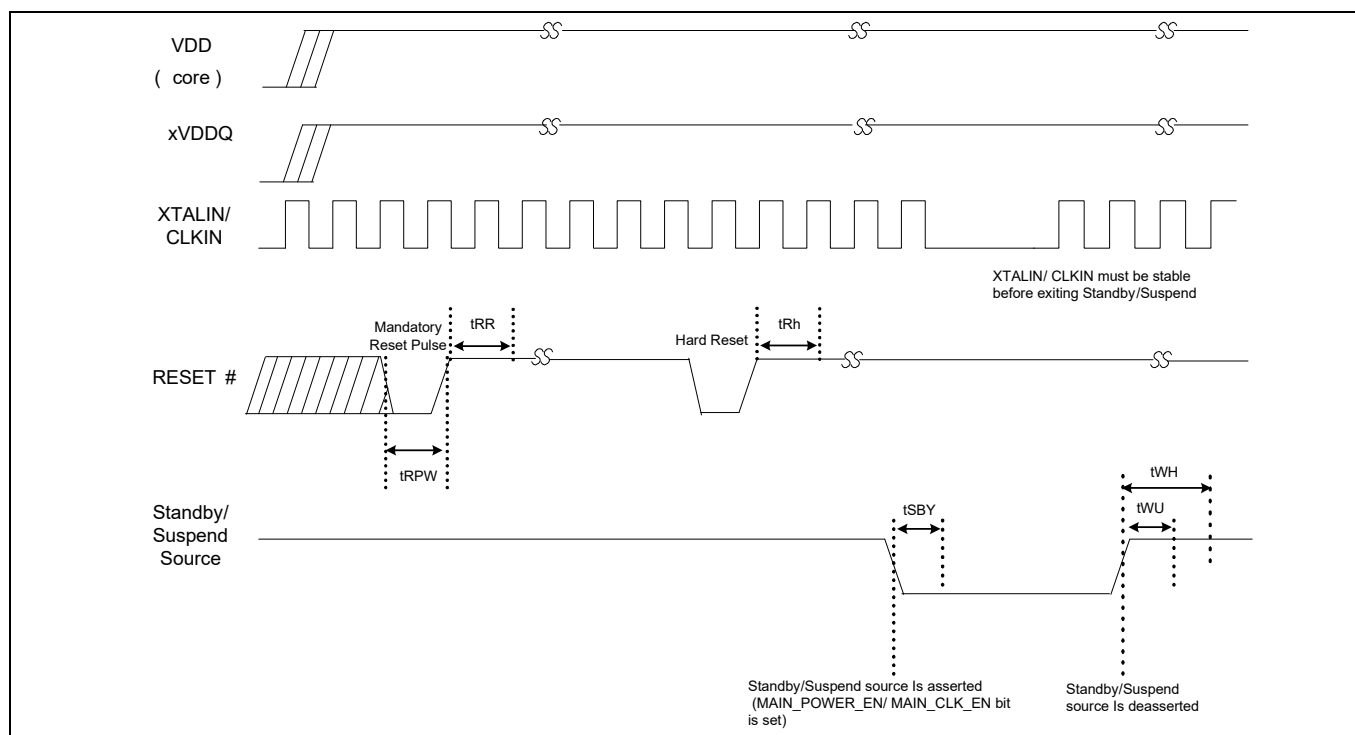 VDD
( core )
xVDDQ
XTALIN/
CLKIN
XTALIN/ CLKIN must be stable
before exiting Standby/Suspend
Mandatory
Reset Pulse
tRR
Hard Reset
tRh
RESET #
tRPW
tWH
Standby/
Suspend
Source
tSBY
tWU
Standby/Suspend source Is asserted
(MAIN_POWER_EN/ MAIN_CLK_EN bit
is set)
Standby/Suspend
source Is deasserted